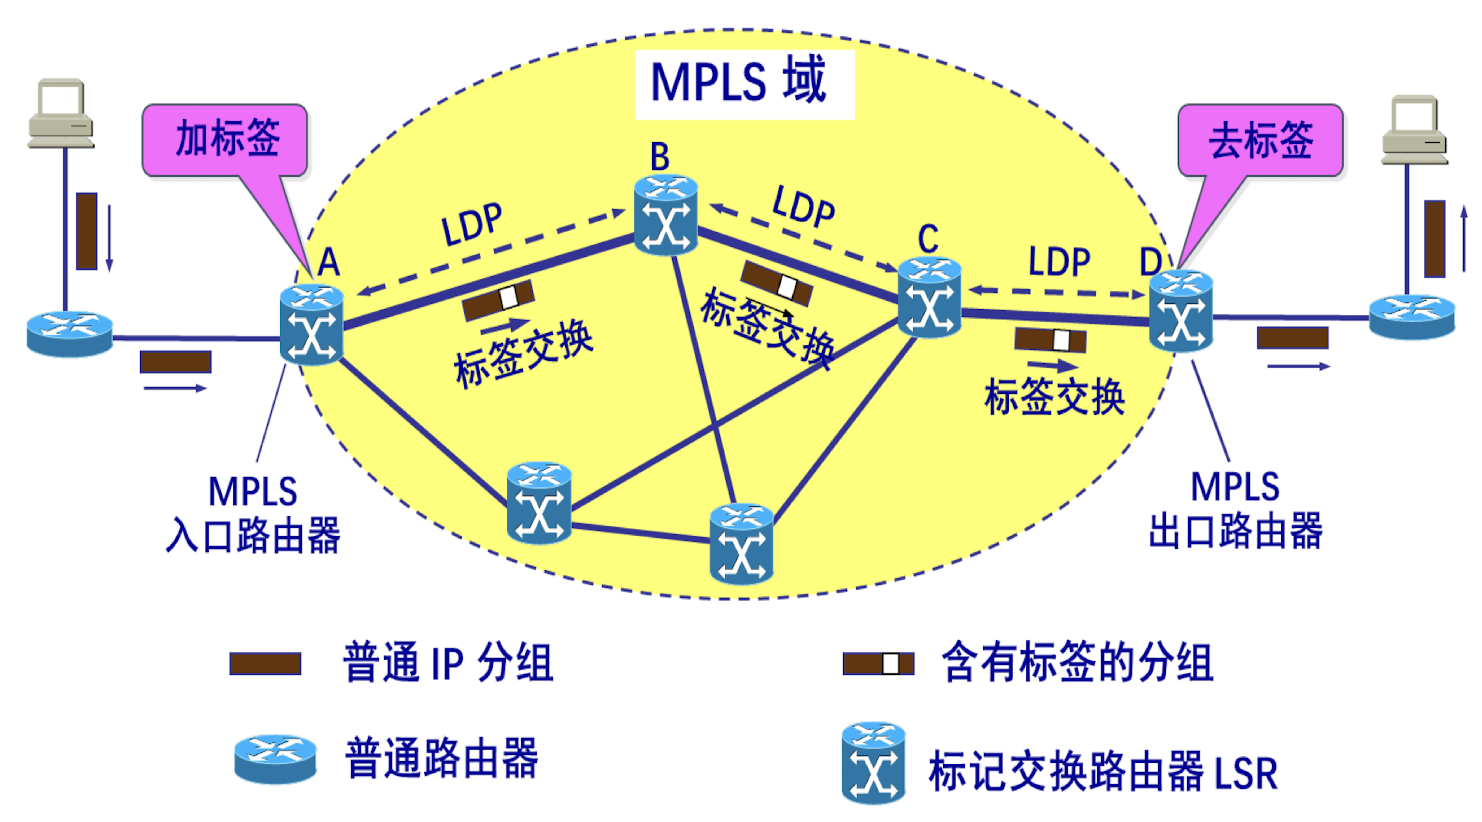 MPLS 域
加标签
去标签
B
LDP
LDP
C
A
LDP
D
标签交换
标签交换
标签交换
MPLS
入口路由器
MPLS
出口路由器
普通 IP 分组
含有标签的分组
普通路由器
标记交换路由器 LSR